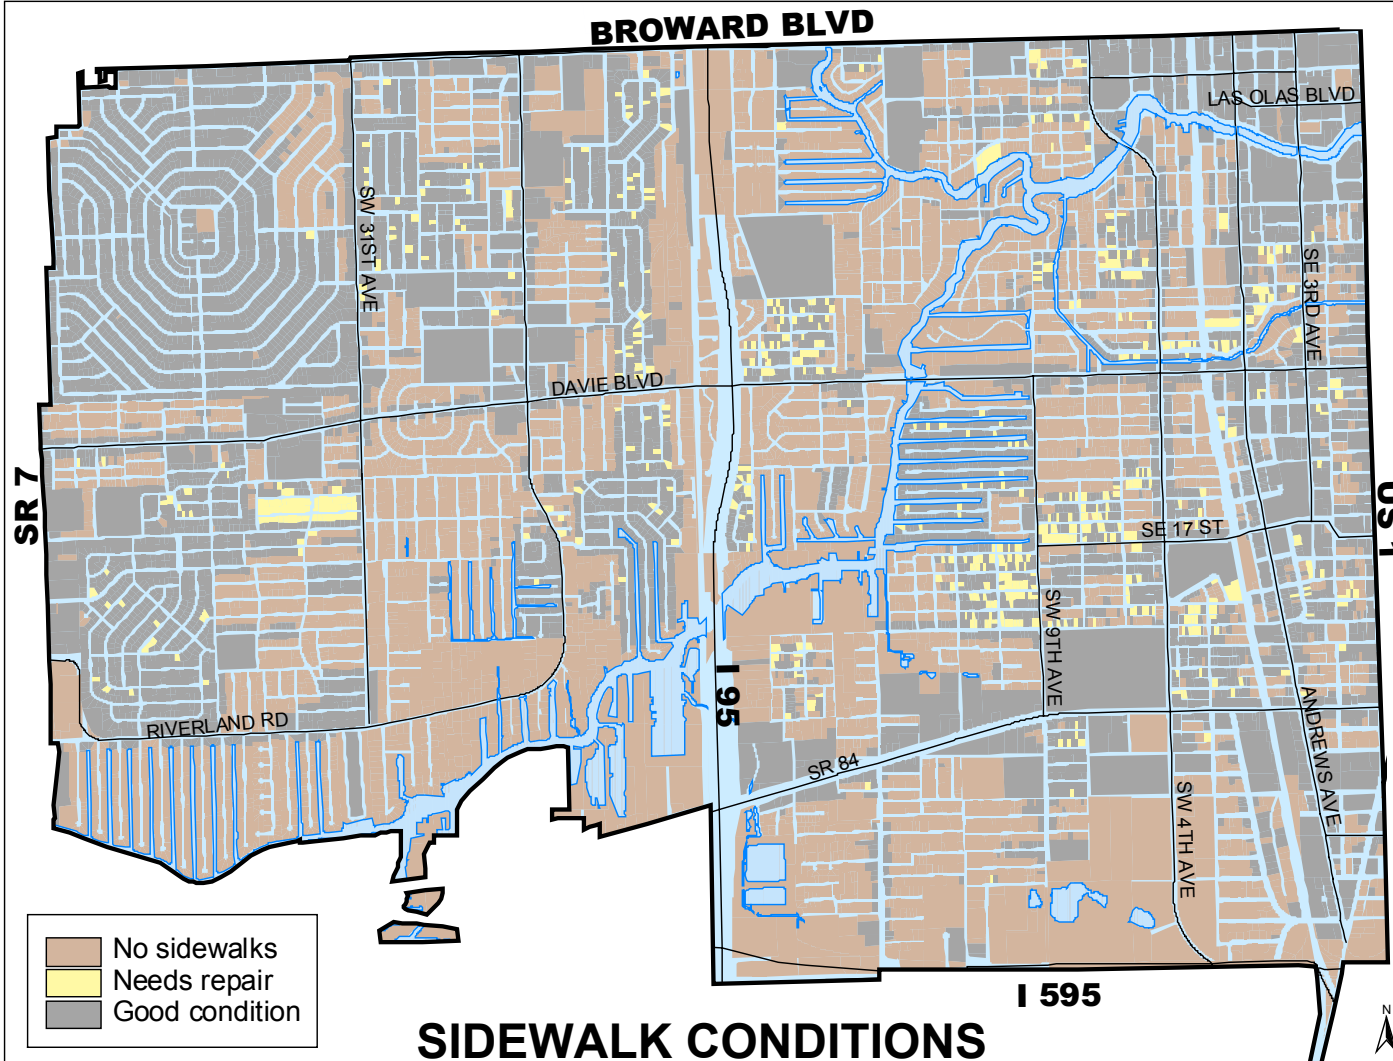 BROWARD BLVD
LAS OLAS BLVD
SW 31ST AVE
SE 3RD AVE
DAVIE BLVD
SR 7
US 1
SE 17 ST
SW 9TH AVE
I 95
RIVERLAND RD
ANDREWS AVE
SR 84
SW 4TH AVE
No sidewalks
Needs repair
Good condition
I 595
N
SIDEWALK CONDITIONS